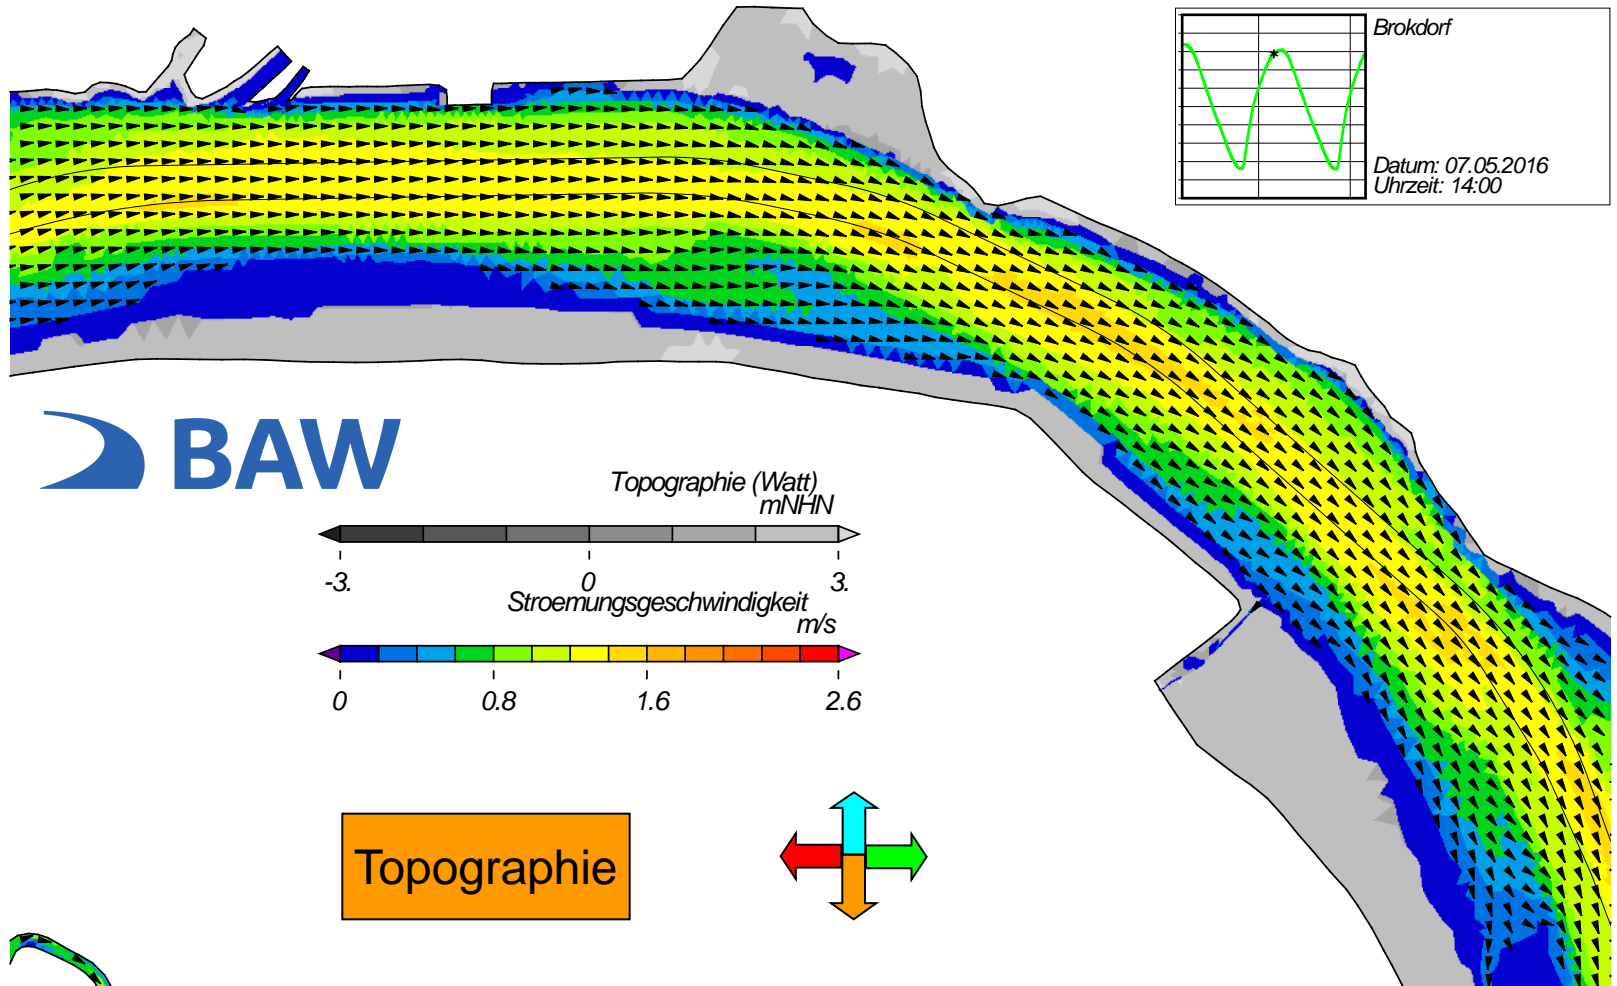 Brokdorf
Datum: 07.05.2016
Uhrzeit: 14:00
BAW
Topographie (Watt)
mNHN
-3. 0 3.
Stroemungsgeschwindigkeit
m/s
0 0.8 1.6 2.6
Topographie